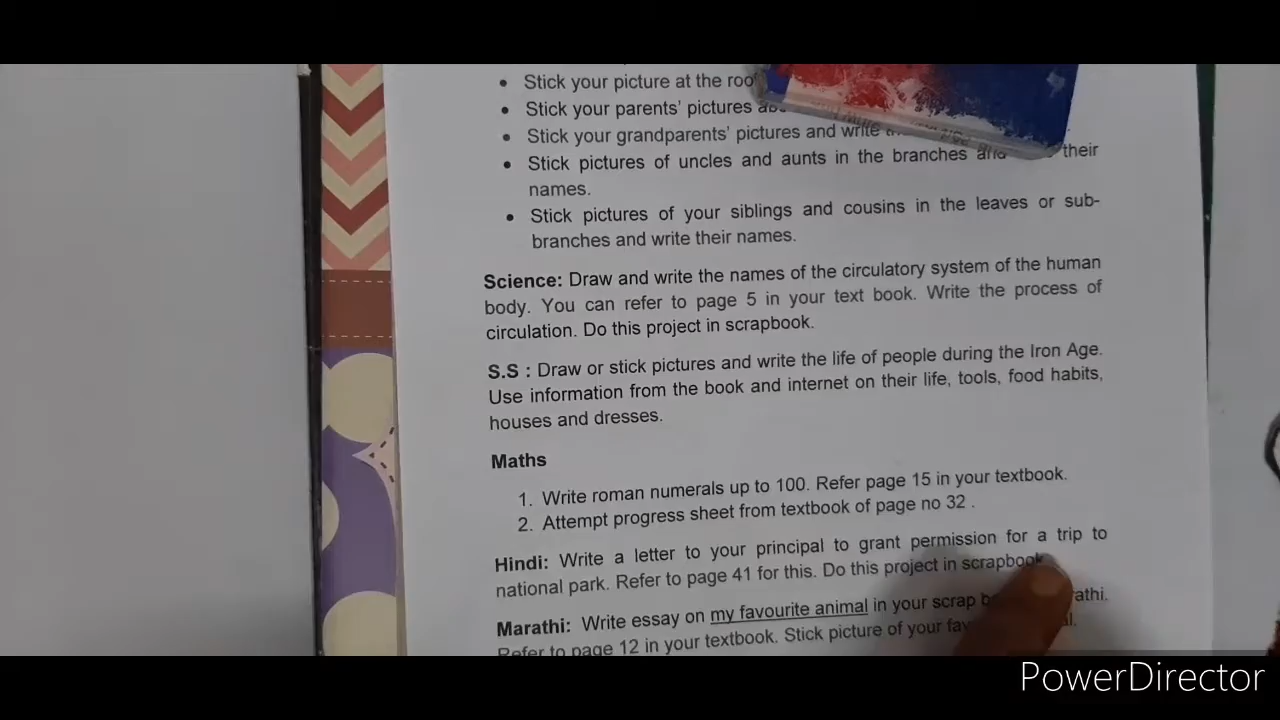 • Stick your picture at the roo
• Stick your parents' pictures
• Stick your grandparents' pictures and write
• Stick pictures of uncles and aunts in the branches and their
names.
• Stick pictures of your siblings and cousins in the leaves or sub-
branches and write their names.
Science: Draw and write the names of the circulatory system of the human
body. You can refer to page 5 in your text book. Write the process of
circulation. Do this project in scrapbook.
S.S : Draw or stick pictures and write the life of people during the Iron Age.
Use information from the book and internet on their life, tools, food habits,
houses and dresses.
Maths
1. Write roman numerals up to 100. Refer page 15 in your textbook.
2. Attempt progress sheet from textbook of page no 32 .
Hindi: Write a letter to your principal to grant permission for a trip to
national park. Refer to page 41 for this. Do this project in scrapbook
Marathi: Write essay on my favourite animal in your scrap b rathi.
Refer to page 12 in your textbook. Stick picture of your fav al.
PowerDirector